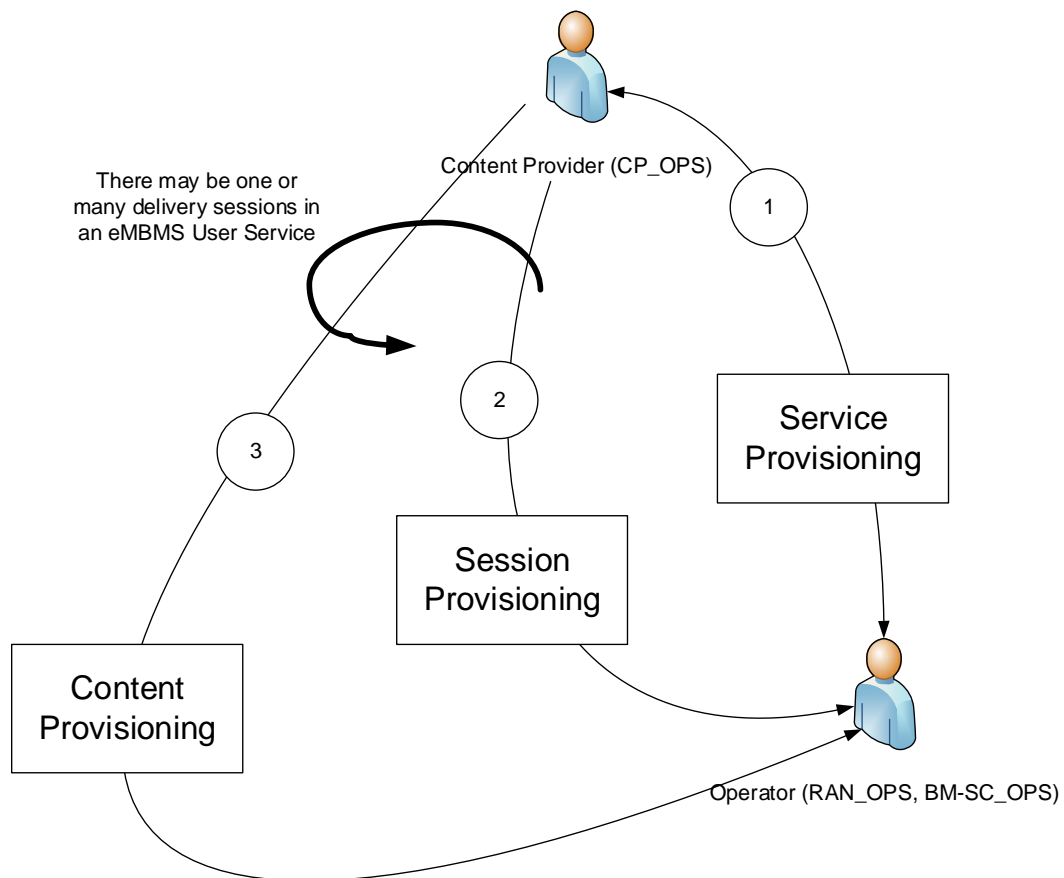 Content Provider (CP_OPS)
There may be one or
many delivery sessions in
an eMBMS User Service
1
2
3
Service
Provisioning
Session
Provisioning
Content
Provisioning
Operator (RAN_OPS, BM-SC_OPS)